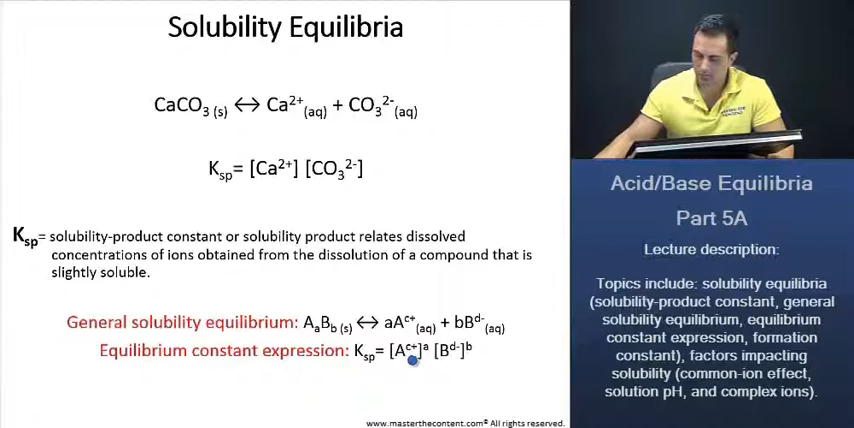 Solubility Equilibria
CaCO₃ ₍s₎ ↔ Ca²⁺₍aq₎ + CO₃²⁻₍aq₎
Kₛₚ= [Ca²⁺] [CO₃²⁻]
Kₛₚ= solubility-product constant or solubility product relates dissolved
concentrations of ions obtained from the dissolution of a compound that is
slightly soluble.
General solubility equilibrium: AₐB_b (s) ↔ aAᶜ⁺(aq) + bBᵈ⁻(aq)
Equilibrium constant expression: Kₛₚ= [Aᶜ⁺]ᵃ [Bᵈ⁻]ᵇ
www.masterthecontent.com© All rights reserved.
Acid/Base Equilibria
Part 5A
Lecture description:
Topics include: solubility equilibria
(solubility-product constant, general
solubility equilibrium, equilibrium
constant expression, formation
constant), factors impacting
solubility (common-ion effect,
solution pH, and complex ions).